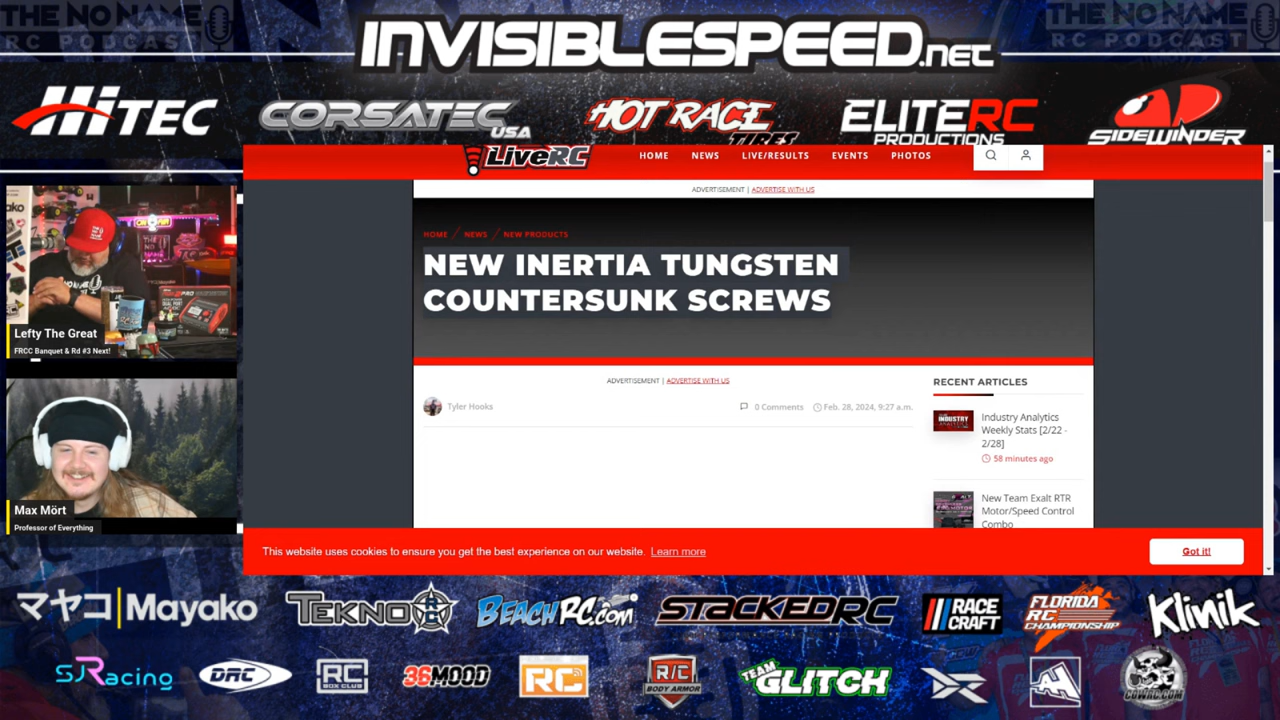 THE NO NAME
RC PODCAST
INVISIBLESPEED.net
THE NO NAME
RC PODCAST
HiTEC
CORSATEC
USA
HOT RACE
TIRES
ELITERC
PRODUCTIONS
SIDEWINDER
LiveRC
HOME
NEWS
LIVE/RESULTS
EVENTS
PHOTOS
ADVERTISEMENT | ADVERTISE WITH US
HOME / NEWS / NEW PRODUCTS
NEW INERTIA TUNGSTEN
COUNTERSUNK SCREWS
ADVERTISEMENT | ADVERTISE WITH US
Tyler Hooks
0 Comments
Feb. 28, 2024, 9:27 a.m.
RECENT ARTICLES
Industry Analytics
Weekly Stats [2/22 -
2/28]
58 minutes ago
New Team Exalt RTR
Motor/Speed Control
Combo
Lefty The Great
FRCC Banquet & Rd #3 Next!
Max Mört
Professor of Everything
This website uses cookies to ensure you get the best experience on our website. Learn more
Got it!
マヤコ|Mayako
TEKNO
BEACHRC.com
STACKEDRC
RACE
CRAFT
FLORIDA
RC
CHAMPIONSHIP
Klinik
SJRacing
DRC
RC
BOX CLUB
36MOOD
RC
R/C
BODY ARMOR
TEAM
GLITCH
COWRC.COM